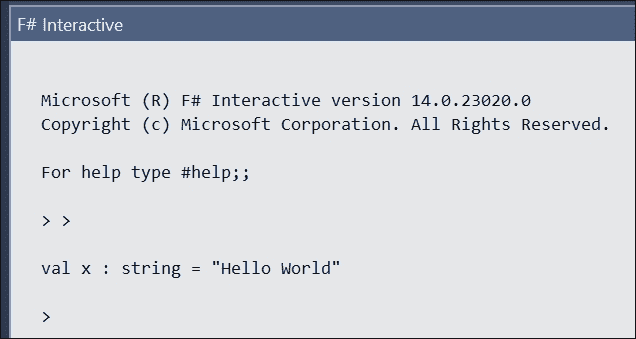 F# Interactive
Microsoft (R) F# Interactive version 14.0.23020.0
Copyright (c) Microsoft Corporation. All Rights Reserved.
For help type #help;;
> >
val x : string = "Hello World"
>